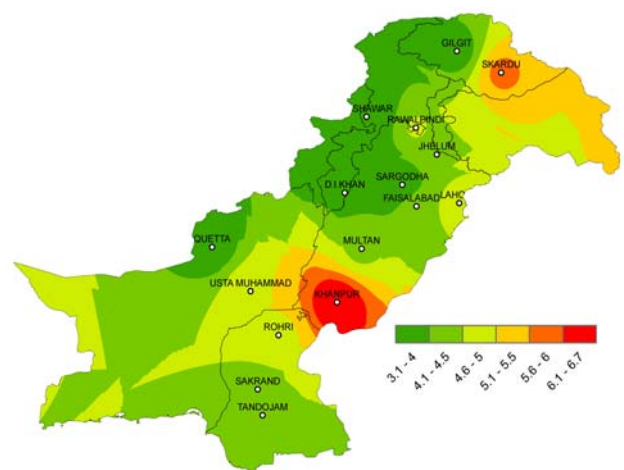 GILGIT
SKARDU
SHAWAR
RAWALPINDI
JHELUM
D.I.KHAN
SARGODHA
FAISALABAD
LAHO
QUETTA
MULTAN
USTA MUHAMMAD
KHANPUR
ROHRI
SAKRAND
TANDOJAM
3.1 - 4
4.1 - 4.5
4.6 - 5
5.1 - 5.5
5.6 - 6
6.1 - 6.7